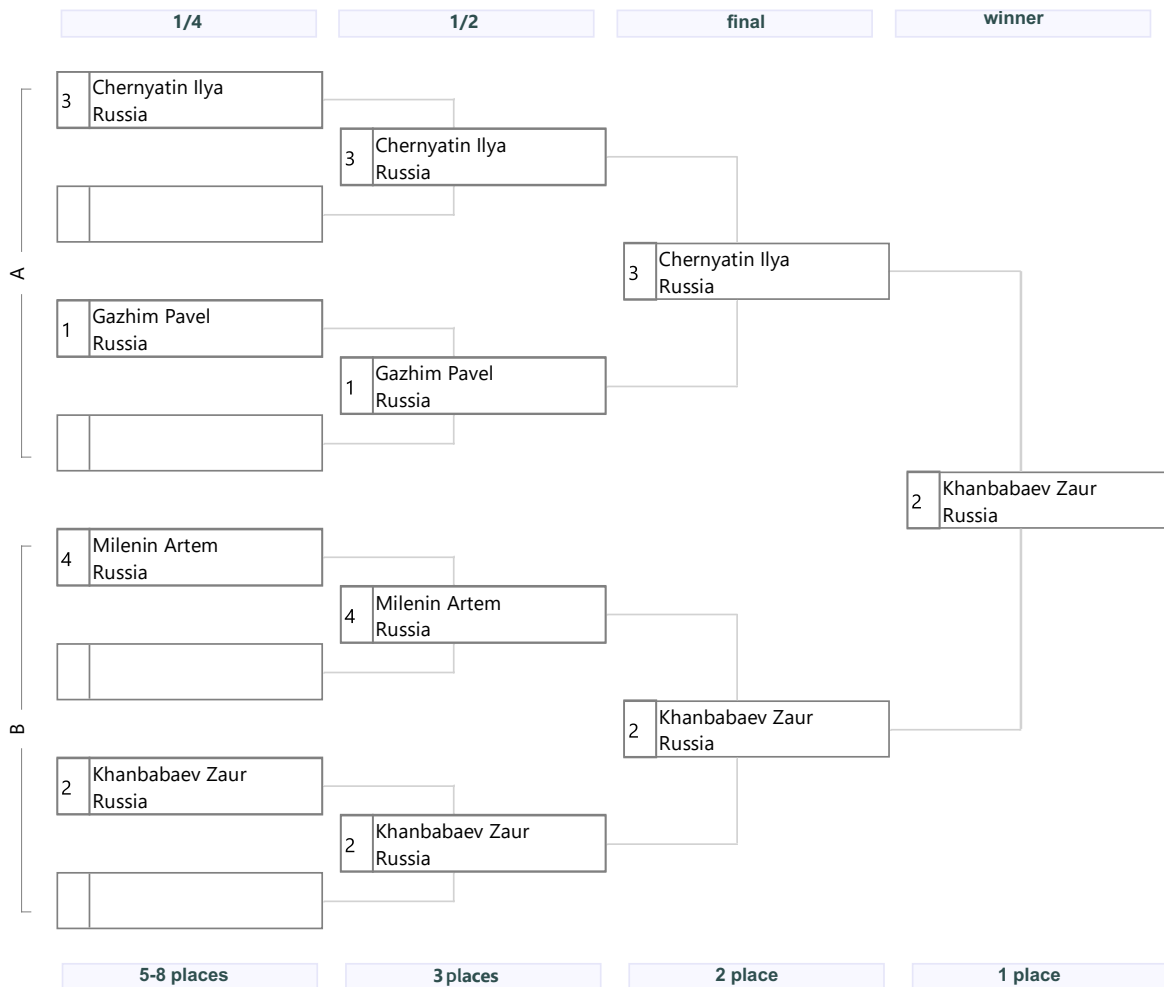 1/4
1/2
final
winner
3
Chernyatin Ilya
Russia
3
Chernyatin Ilya
Russia
A
3
Chernyatin Ilya
Russia
1
Gazhim Pavel
Russia
1
Gazhim Pavel
Russia
2
Khanbabaev Zaur
Russia
4
Milenin Artem
Russia
4
Milenin Artem
Russia
B
2
Khanbabaev Zaur
Russia
2
Khanbabaev Zaur
Russia
2
Khanbabaev Zaur
Russia
5-8 places
3 places
2 place
1 place